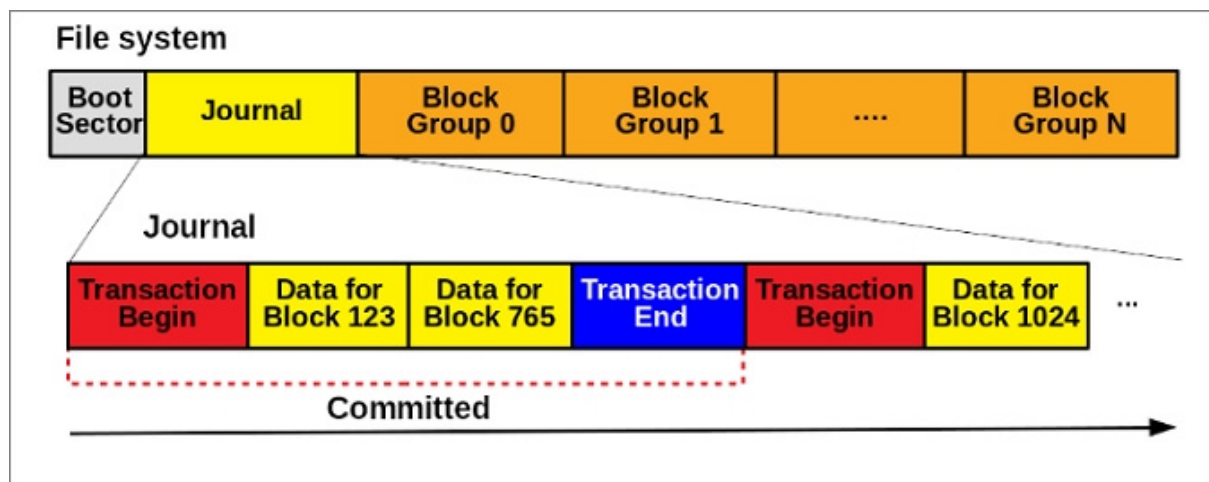 File system
Boot
Sector
Journal
Block
Group 0
Block
Group 1
....
Block
Group N
Journal
Transaction
Begin
Data for
Block 123
Data for
Block 765
Transaction
End
Transaction
Begin
Data for
Block 1024
...
Committed